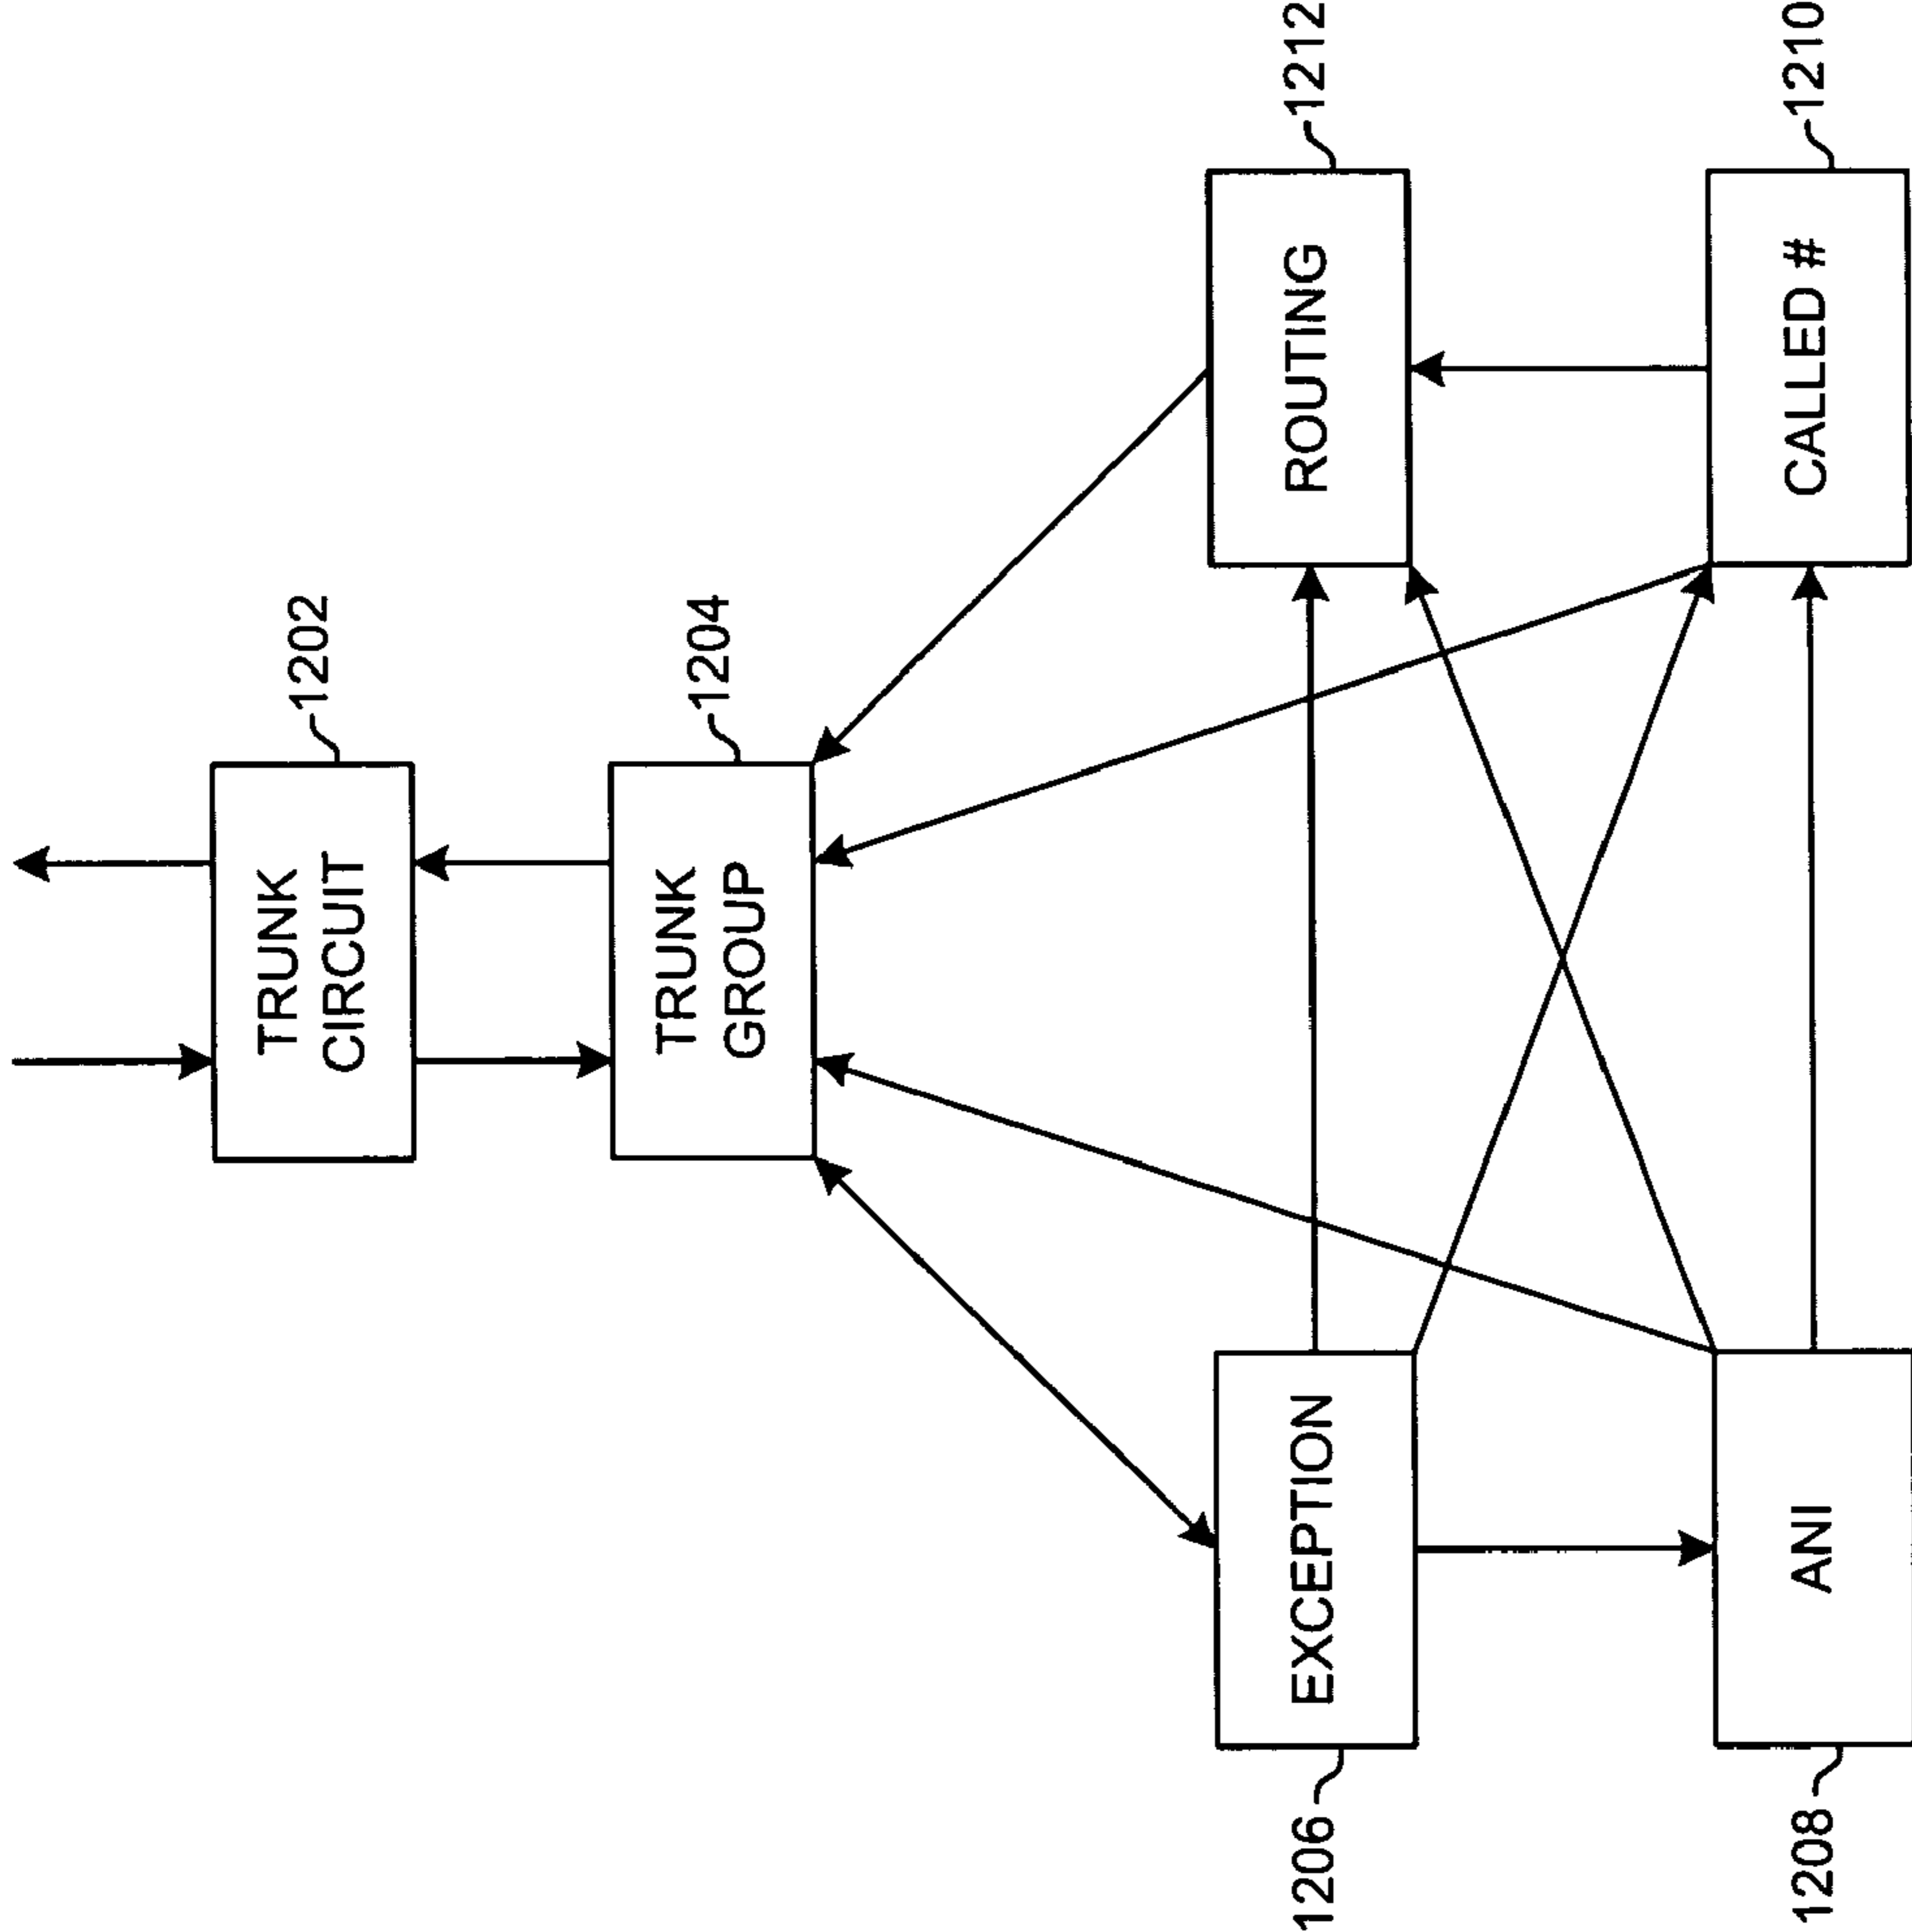 TRUNK
CIRCUIT
1202
TRUNK
GROUP
1204
EXCEPTION
1206
ROUTING
1212
ANI
1208
CALLED #
1210